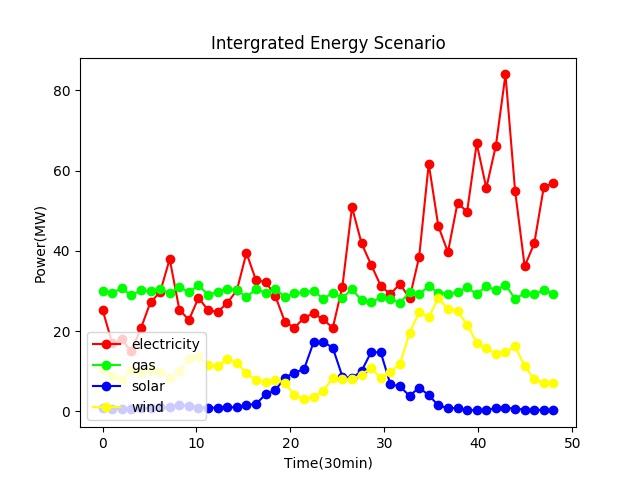 Intergrated Energy Scenario
Power(MW)
80
60
40
20
0
electricity
gas
solar
wind
0 10 20 30 40 50
Time(30min)